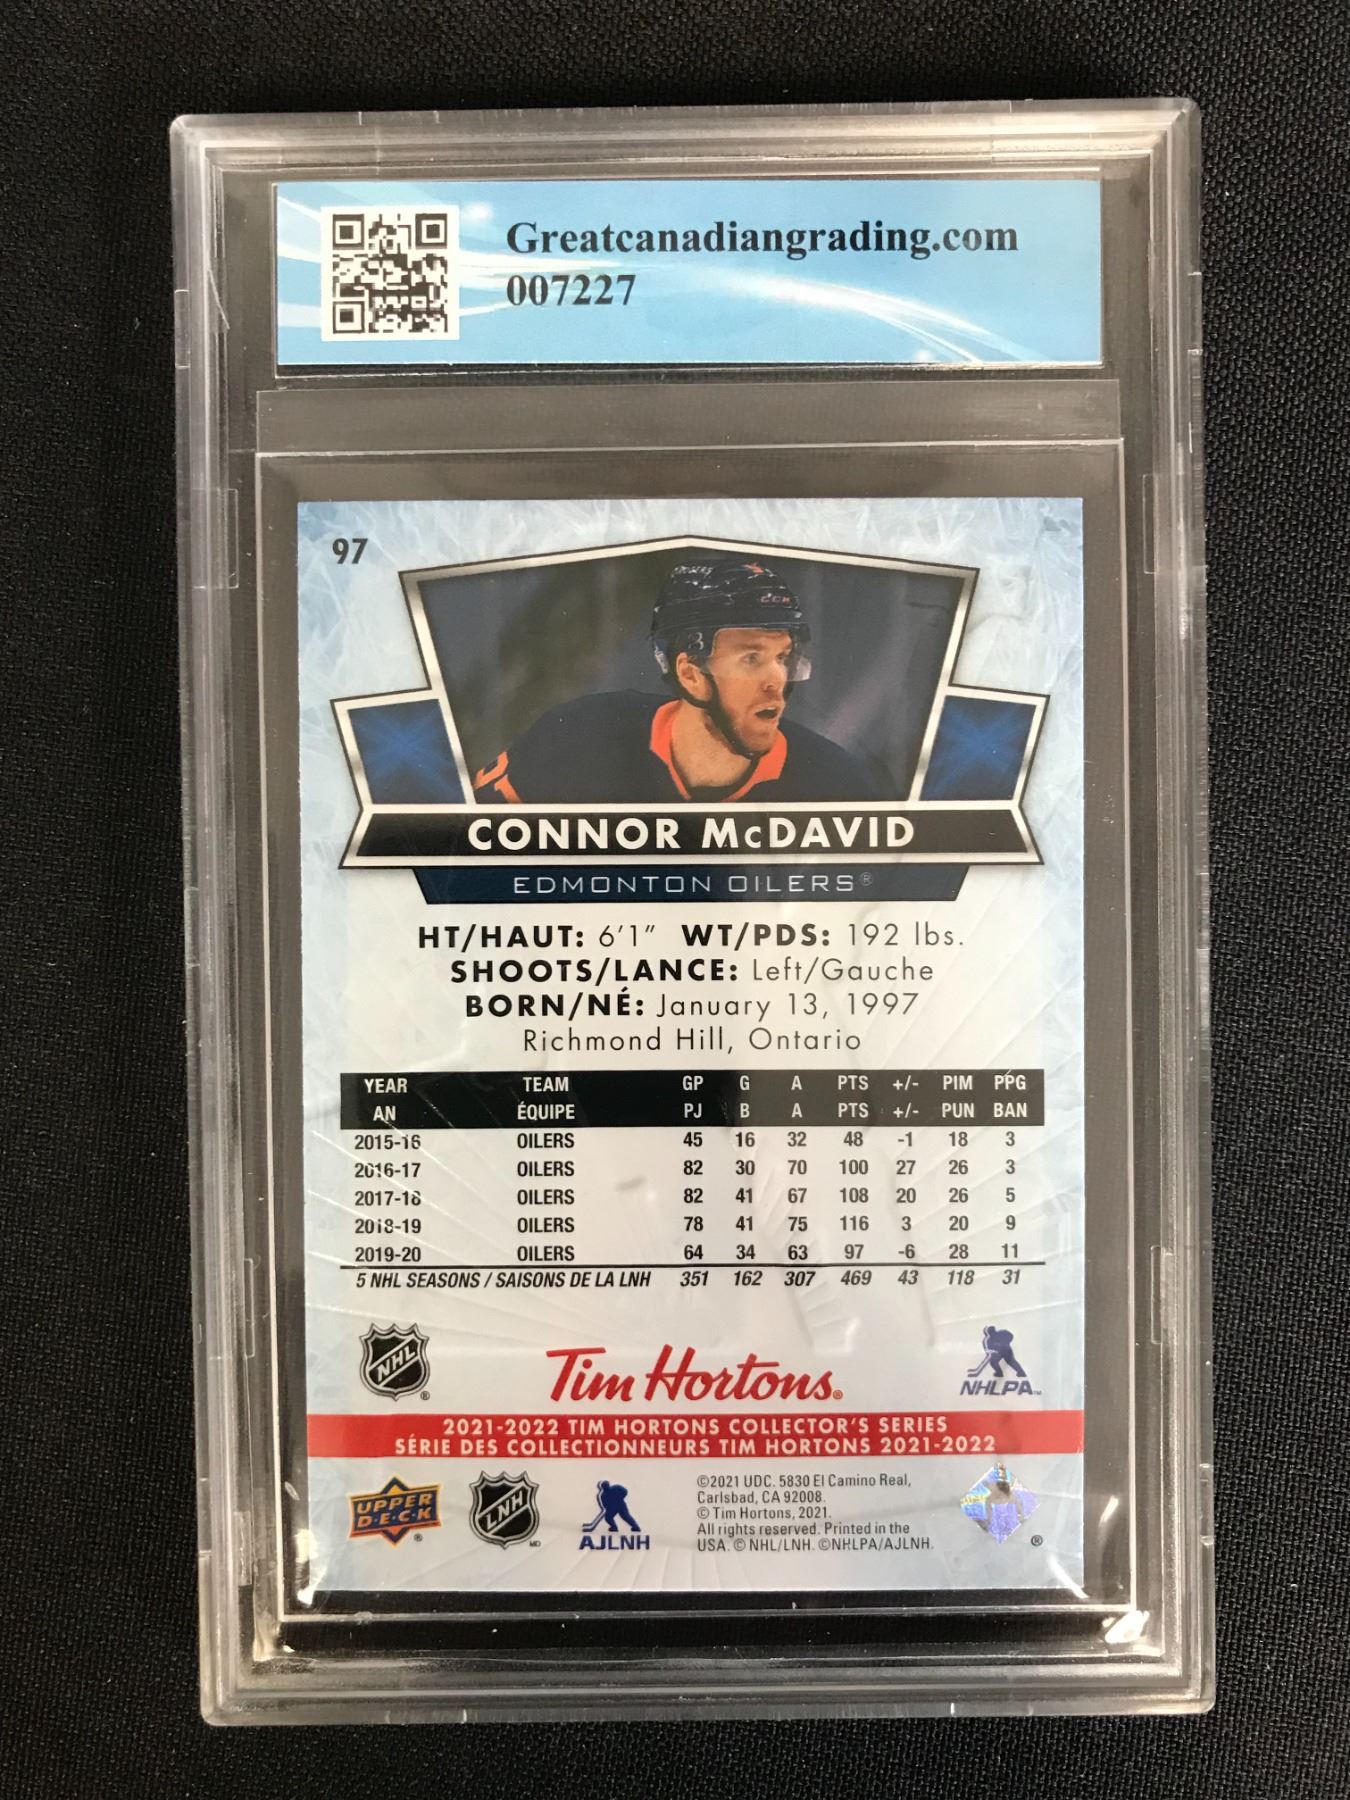 Greatcanadiangrading.com
007227
97
CCM
CONNOR McDAVID
EDMONTON OILERS®
HT/HAUT: 6'1" WT/PDS: 192 lbs.
SHOOTS/LANCE: Left/Gauche
BORN/NÉ: January 13, 1997
Richmond Hill, Ontario
YEAR TEAM GP G A PTS +/- PIM PPG
AN ÉQUIPE PJ B A PTS +/- PUN BAN
2015-16 OILERS 45 16 32 48 -1 18 3
2016-17 OILERS 82 30 70 100 27 26 3
2017-18 OILERS 82 41 67 108 20 26 5
2018-19 OILERS 78 41 75 116 3 20 9
2019-20 OILERS 64 34 63 97 -6 28 11
5 NHL SEASONS / SAISONS DE LA LNH 351 162 307 469 43 118 31
NHL ® Tim Hortons® NHLPA™
2021-2022 TIM HORTONS COLLECTOR'S SERIES
SÉRIE DES COLLECTIONNEURS TIM HORTONS 2021-2022
UPPER
D·E·C·K ®
LNH MD
AJLNH
©2021 UDC. 5830 El Camino Real,
Carlsbad, CA 92008.
© Tim Hortons, 2021.
All rights reserved. Printed in the
USA. © NHL/LNH. ©NHLPA/AJLNH.
®